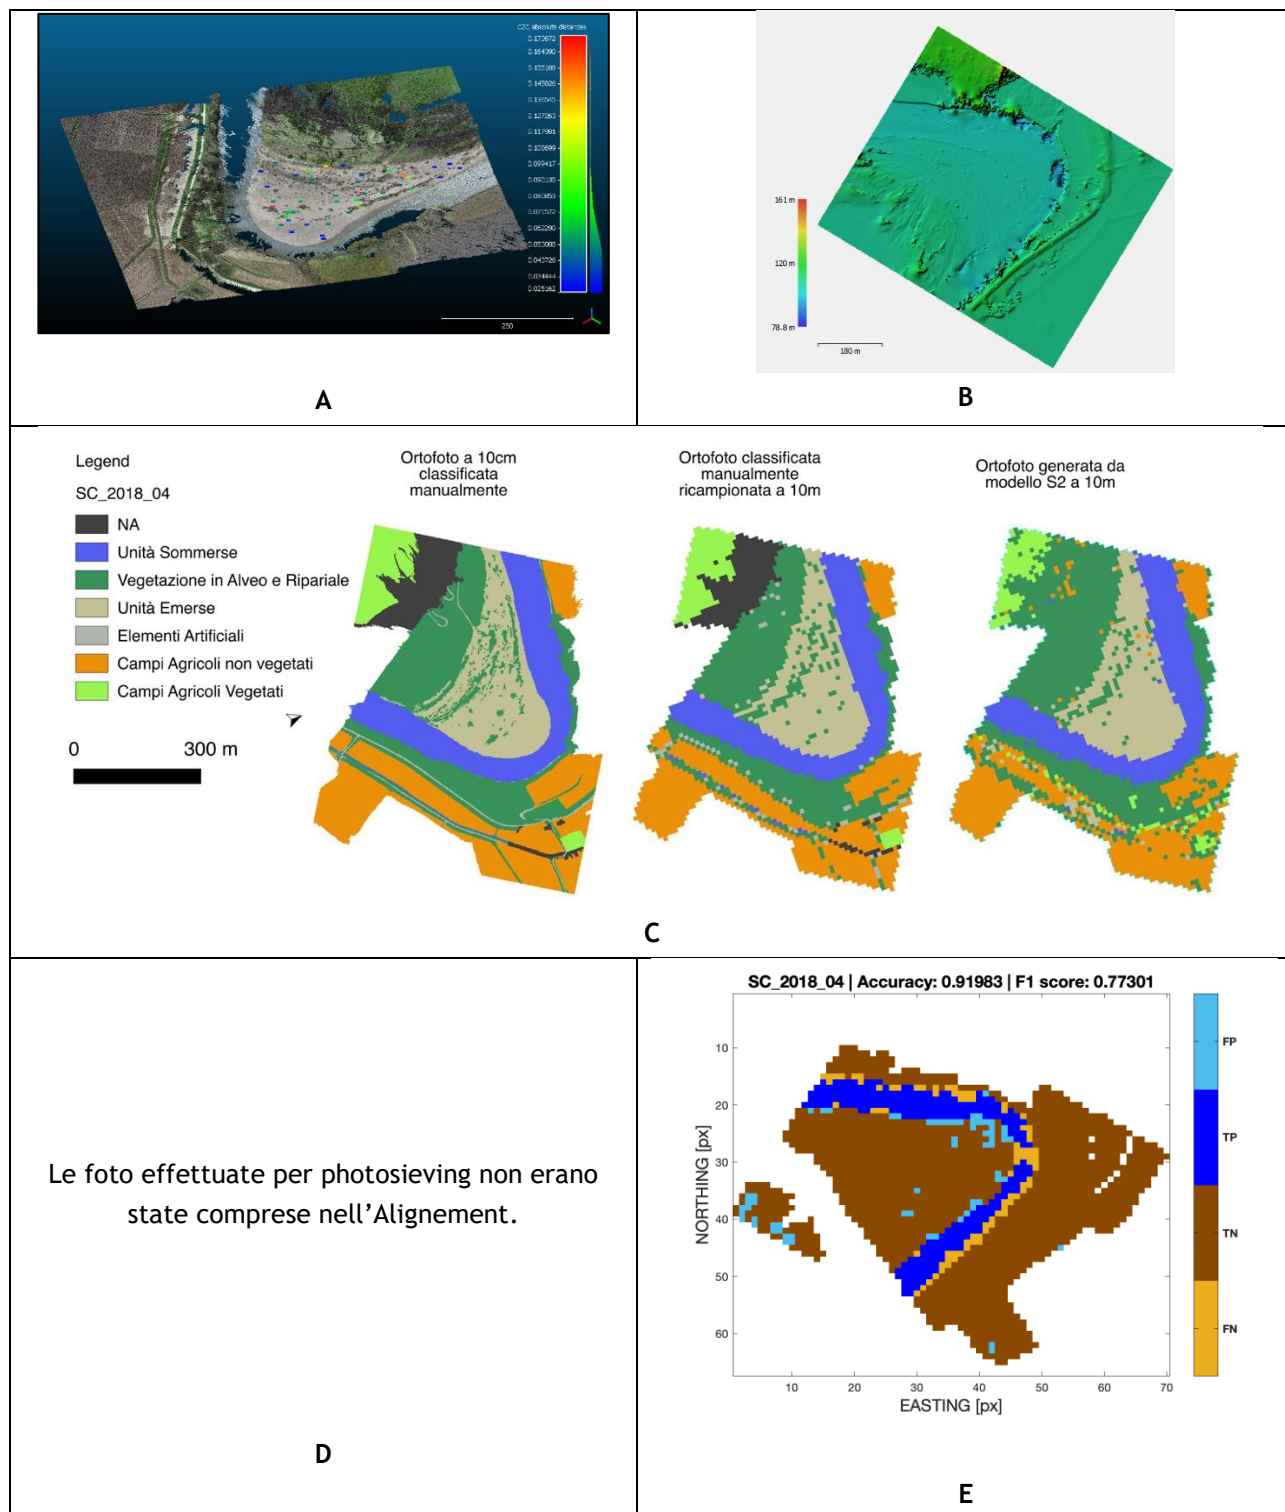 C2C absolute distances
0.173672
0.164390
0.155108
0.145826
0.136545
0.127263
0.117981
0.108699
0.099417
0.090135
0.080853
0.071572
0.062290
0.053008
0.043726
0.034444
0.025162
250
A
161 m
120 m
78.8 m
180 m
B
Legend
SC_2018_04
NA
Unità Sommerse
Vegetazione in Alveo e Ripariale
Unità Emerse
Elementi Artificiali
Campi Agricoli non vegetati
Campi Agricoli Vegetati
0 300 m
Ortofoto a 10cm
classificata
manualmente
Ortofoto classificata
manualmente
ricampionata a 10m
Ortofoto generata da
modello S2 a 10m
C
Le foto effettuate per photosieving non erano
state comprese nell’Alignement.
D
SC_2018_04 | Accuracy: 0.91983 | F1 score: 0.77301
NORTHING [px]
10
20
30
40
50
60
10 20 30 40 50 60 70
EASTING [px]
FP
TP
TN
FN
E